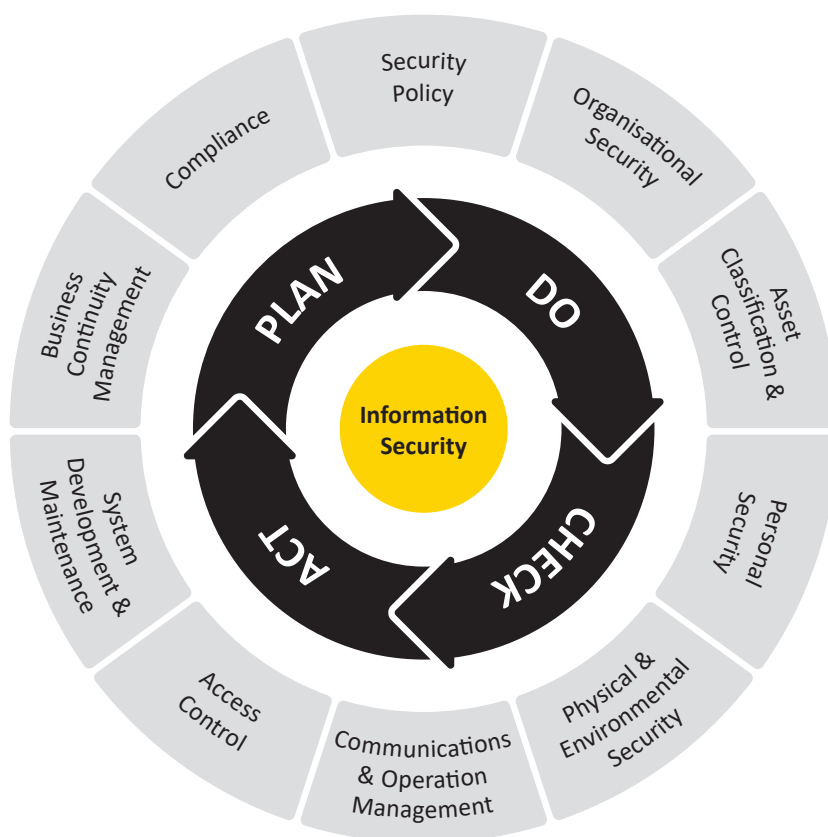 Security
Policy
Organisational
Security
Asset
Classification &
Control
Personal
Security
Physical &
Environmental
Security
Communications
& Operation
Management
Access
Control
System
Development &
Maintenance
Business
Continuity
Management
Compliance
PLAN
DO
CHECK
ACT
Information
Security